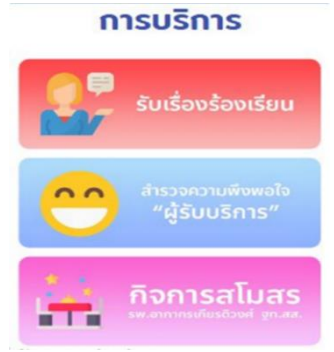 การบริการ
รับเรื่องร้องเรียน
สำรวจความพึงพอใจ
“ผู้รับบริการ”
กิจการสโมสร
รพ.อาภากรเกียรติวงศ์ ฐท.สส.